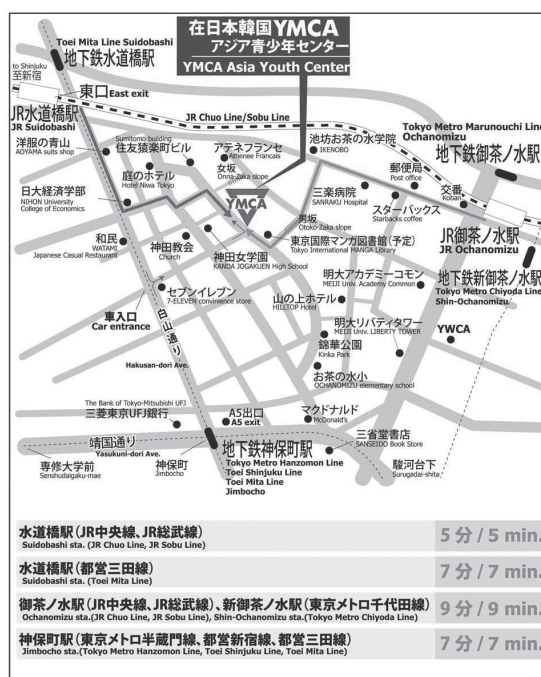 在日本韓国YMCA
アジア青少年センター
YMCA Asia Youth Center
Toei Mita Line Suidobashi
地下鉄水道橋駅
to Shinjuku
至新宿
東口East exit
JR水道橋駅
JR Suidobashi
JR Chuo Line/Sobu Line
Tokyo Metro Marunouchi Line
Ochanomizu
地下鉄御茶ノ水駅
洋服の青山
AOYAMA suits shop
Sumitomo building
住友猿楽町ビル
アテネフランセ
Athenee Francais
池坊お茶の水学院
IKENOBO
庭のホテル
Hotel Niwa Tokyo
女坂
Onna-Zaka slope
郵便局
Post office
日大経済学部
NIHON University
College of Economics
YMCA
三楽病院
SANRAKU Hospital
交番
Koban
スターバックス
Starbucks coffee
男坂
Otoko-Zaka slope
JR御茶ノ水駅
JR Ochanomizu
和民
WATAMI
Japanese Casual Restaurant
神田教会
Church
神田女学園
KANDA JOGAKUEN High School
東京国際マンガ図書館(予定)
Tokyo International MANGA Library
地下鉄新御茶ノ水駅
Tokyo Metro Chiyoda Line
Shin-Ochanomizu
明大アカデミーコモン
MEIJI Univ. Academy Common
セブンイレブン
7-ELEVEN convinience store
山の上ホテル
HILLTOP Hotel
車入口
Car entrance
白山通り
Hakusan-dori Ave.
明大リバティタワー
MEIJI Univ. LIBERTY TOWER
YWCA
錦華公園
Kinka Park
お茶の水小
OCHANOMIZU elementary school
The Bank of Tokyo-Mitsubishi UFJ
三菱東京UFJ銀行
A5出口
A5 exit
マクドナルド
McDonald's
靖国通り
Yasukuni-dori Ave.
地下鉄神保町駅
Tokyo Metro Hanzomon Line
Toei Shinjuku Line
Toei Mita Line
Jimbocho
三省堂書店
SANSEIDO Book Store
専修大学前
Senshudaigaku-mae
神保町
Jimbocho
駿河台下
Surugadai-shita
水道橋駅(JR中央線、JR総武線) 5分/5 min.
Suidobashi sta. (JR Chuo Line, JR Sobu Line)
水道橋駅(都営三田線) 7分/7 min.
Suidobashi sta. (Toei Mita Line)
御茶ノ水駅(JR中央線、JR総武線)、新御茶ノ水駅(東京メトロ千代田線) 9分/9 min.
Ochanomizu sta.(JR Chuo Line, JR Sobu Line), Shin-Ochanomizu sta.(Tokyo Metro Chiyoda Line)
神保町駅(東京メトロ半蔵門線、都営新宿線、都営三田線) 7分/7 min.
Jimbocho sta.(Tokyo Metro Hanzomon Line, Toei Shinjuku Line, Toei Mita Line)